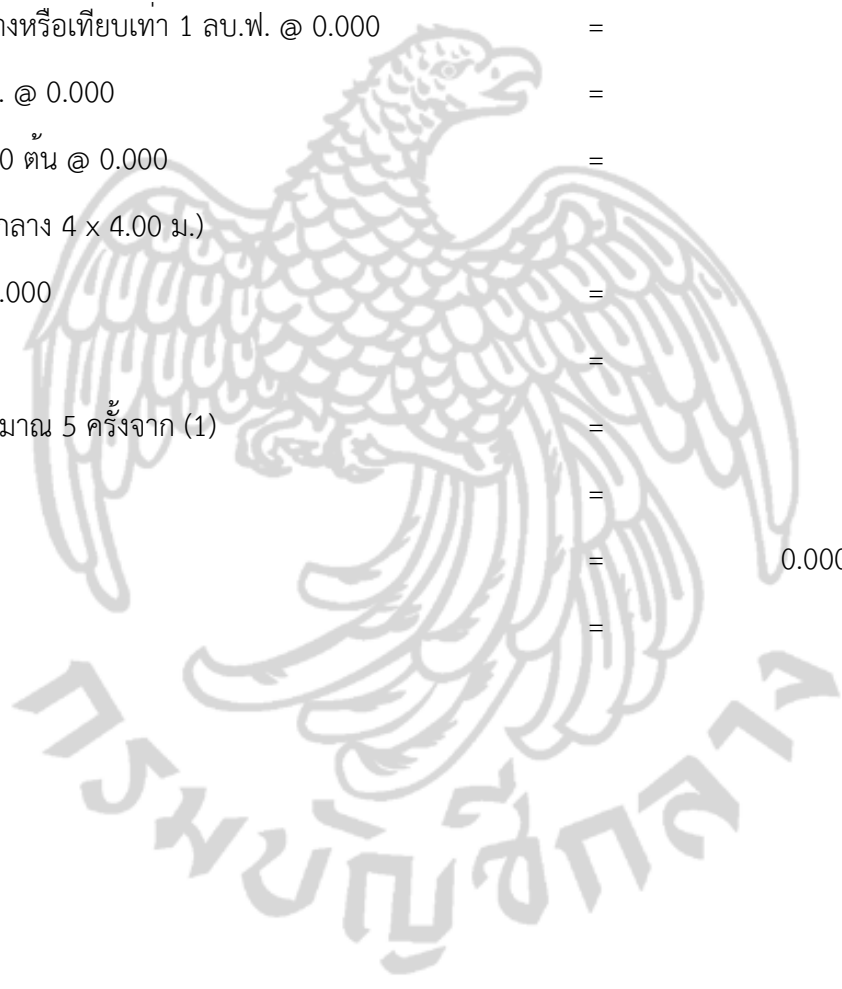 างหรือเทียบเท่า 1 ลบ.ฟ. @ 0.000 =
. @ 0.000 =
0 ต้น @ 0.000 =
กลาง 4 x 4.00 ม.)
.000 =
=
มาณ 5 ครั้งจาก (1) =
=
= 0.000
=
กรมบัญชีกลาง